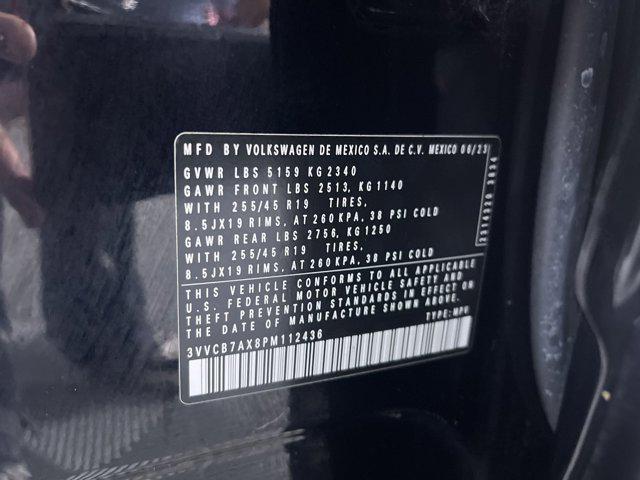 MFD BY VOLKSWAGEN DE MEXICO S.A. DE C.V. MEXICO 06/23
GVWR LBS 5159 KG 2340
GAWR FRONT LBS 2513, KG 1140
WITH 255/45 R19 TIRES,
8.5JX19 RIMS, AT 260 KPA, 38 PSI COLD
GAWR REAR LBS 2756, KG 1250
WITH 255/45 R19 TIRES,
8.5JX19 RIMS, AT 260 KPA, 38 PSI COLD
THIS VEHICLE CONFORMS TO ALL APPLICABLE
U.S. FEDERAL MOTOR VEHICLE SAFETY AND
THEFT PREVENTION STANDARDS IN EFFECT ON
THE DATE OF MANUFACTURE SHOWN ABOVE.
3VVCB7AX8PM112436 TYPE: MPV